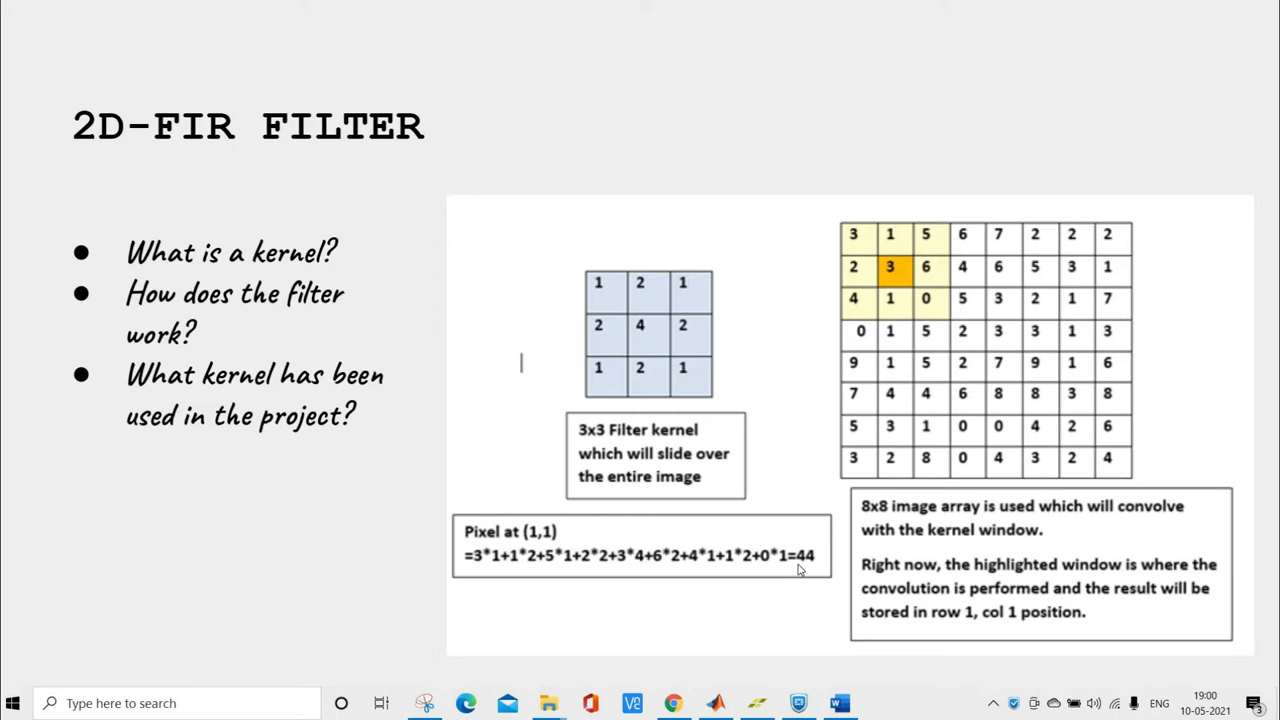 2D-FIR FILTER
● What is a kernel?
● How does the filter
work?
● What kernel has been
used in the project?
1 2 1
2 4 2
1 2 1
3x3 Filter kernel
which will slide over
the entire image
Pixel at (1,1)
=3*1+1*2+5*1+2*2+3*4+6*2+4*1+1*2+0*1=44
3 1 5 6 7 2 2 2
2 3 6 4 6 5 3 1
4 1 0 5 3 2 1 7
0 1 5 2 3 3 1 3
9 1 5 2 7 9 1 6
7 4 4 6 8 8 3 8
5 3 1 0 0 4 2 6
3 2 8 0 4 3 2 4
8x8 image array is used which will convolve
with the kernel window.
Right now, the highlighted window is where the
convolution is performed and the result will be
stored in row 1, col 1 position.
Type here to search
ENG
19:00
10-05-2021
3